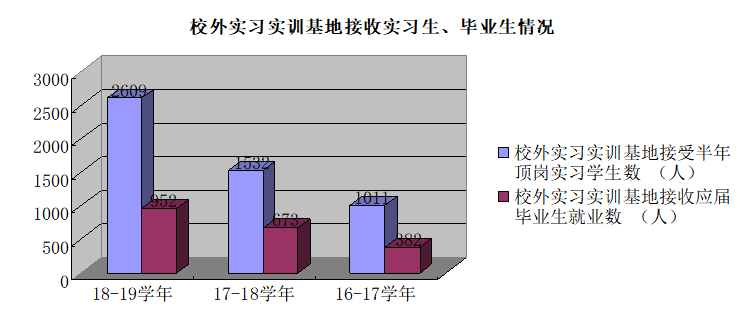 校外实习实训基地接收实习生、毕业生情况
3000
2500
2000
1500
1000
500
0
2609
952
1532
673
1011
382
18-19学年
17-18学年
16-17学年
校外实习实训基地接受半年
顶岗实习学生数 （人）
校外实习实训基地接收应届
毕业生就业数 （人）